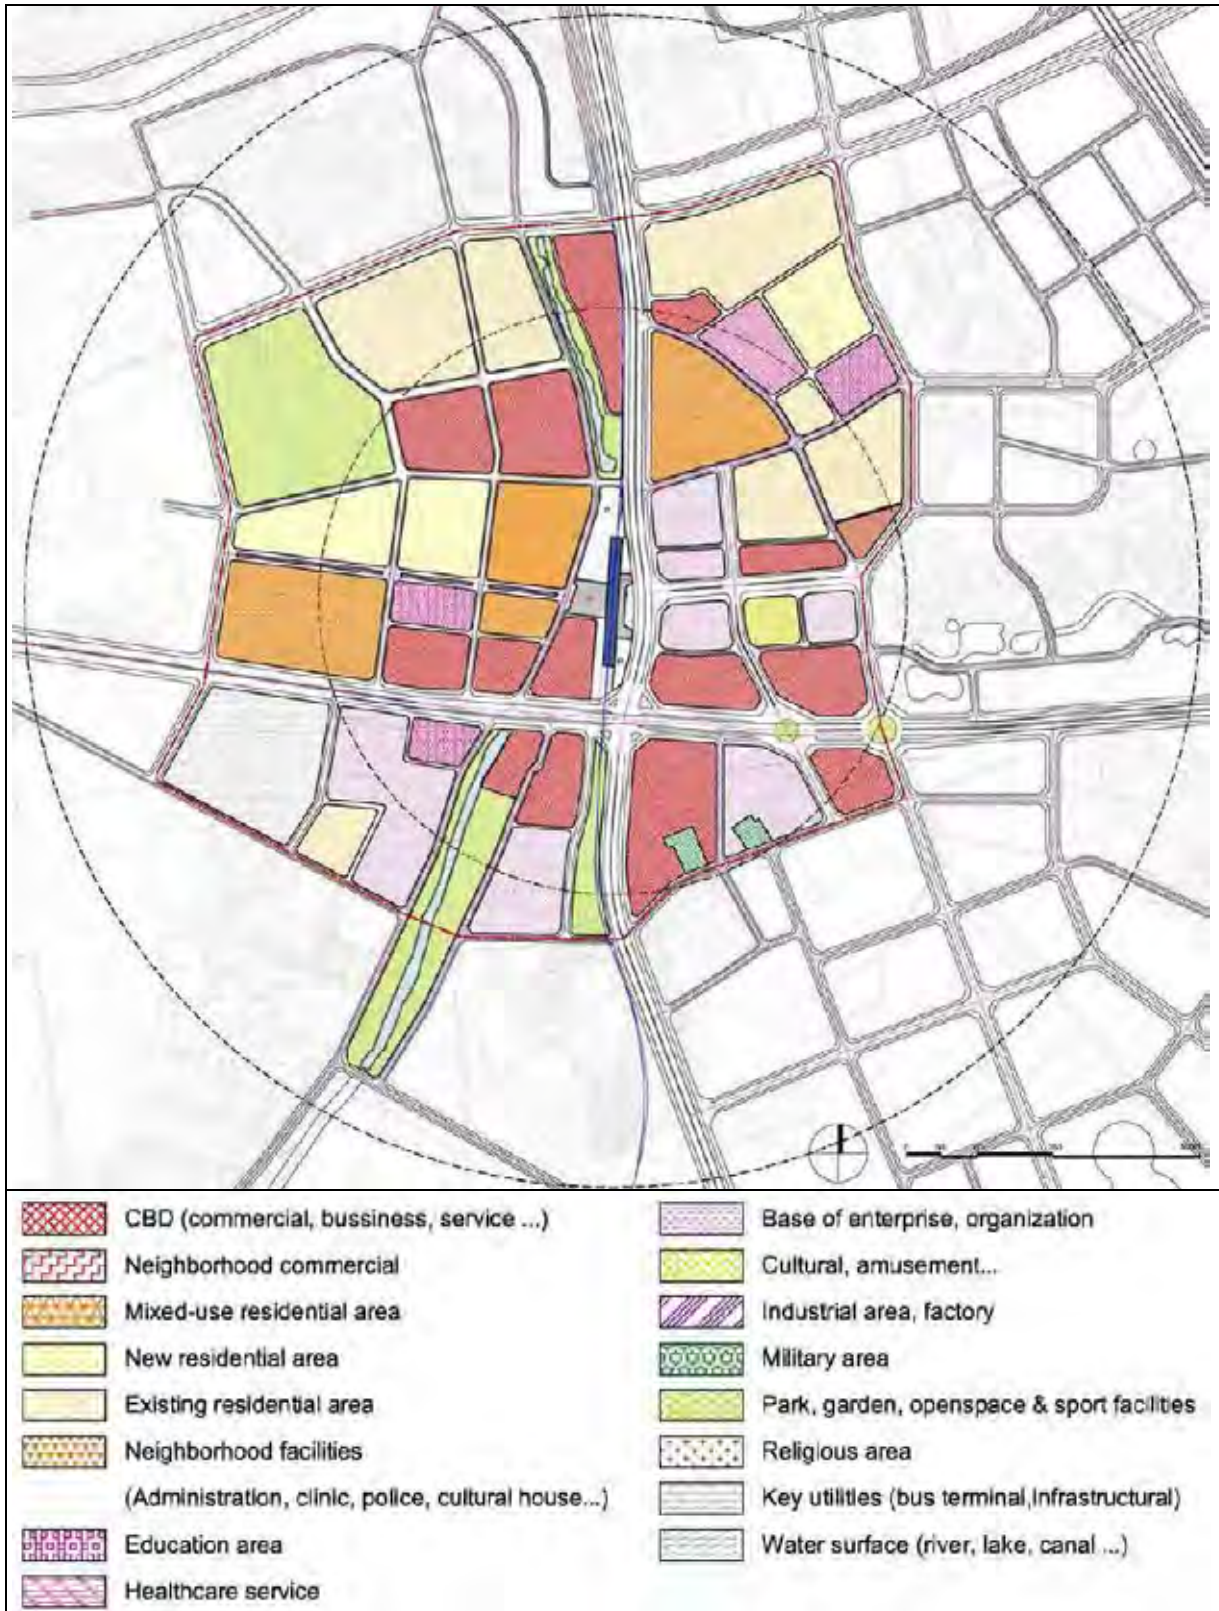 CBD (commercial, bussiness, service ...)
Neighborhood commercial
Mixed-use residential area
New residential area
Existing residential area
Neighborhood facilities
(Administration, clinic, police, cultural house...)
Education area
Healthcare service
Base of enterprise, organization
Cultural, amusement...
Industrial area, factory
Military area
Park, garden, openspace & sport facilities
Religious area
Key utilities (bus terminal,Infrastructural)
Water surface (river, lake, canal ...)